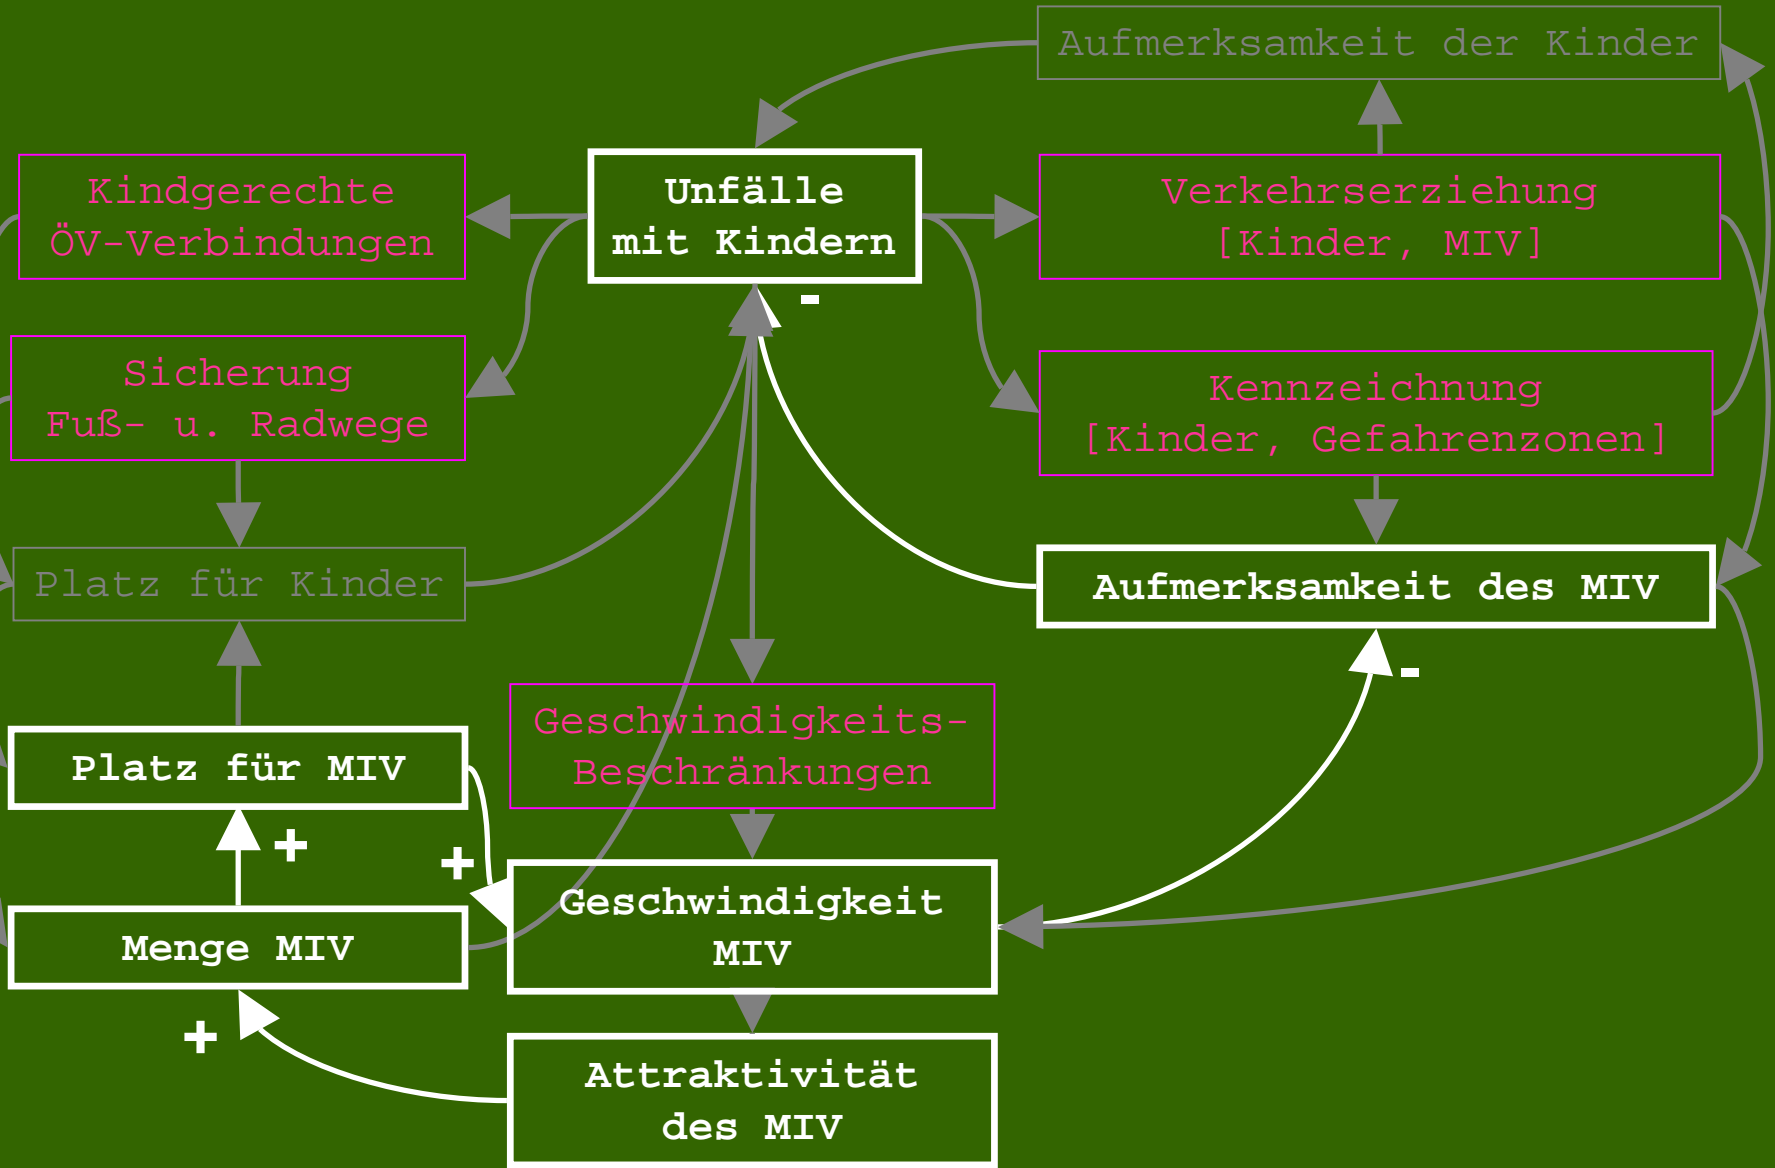 Aufmerksamkeit der Kinder
Kindgerechte
ÖV-Verbindungen
Unfälle
mit Kindern
-
Verkehrserziehung
[Kinder, MIV]
Sicherung
Fuß- u. Radwege
Kennzeichnung
[Kinder, Gefahrenzonen]
Platz für Kinder
Aufmerksamkeit des MIV
-
Geschwindigkeits-
Beschränkungen
Platz für MIV
+
+
Geschwindigkeit
MIV
Menge MIV
+
Attraktivität
des MIV